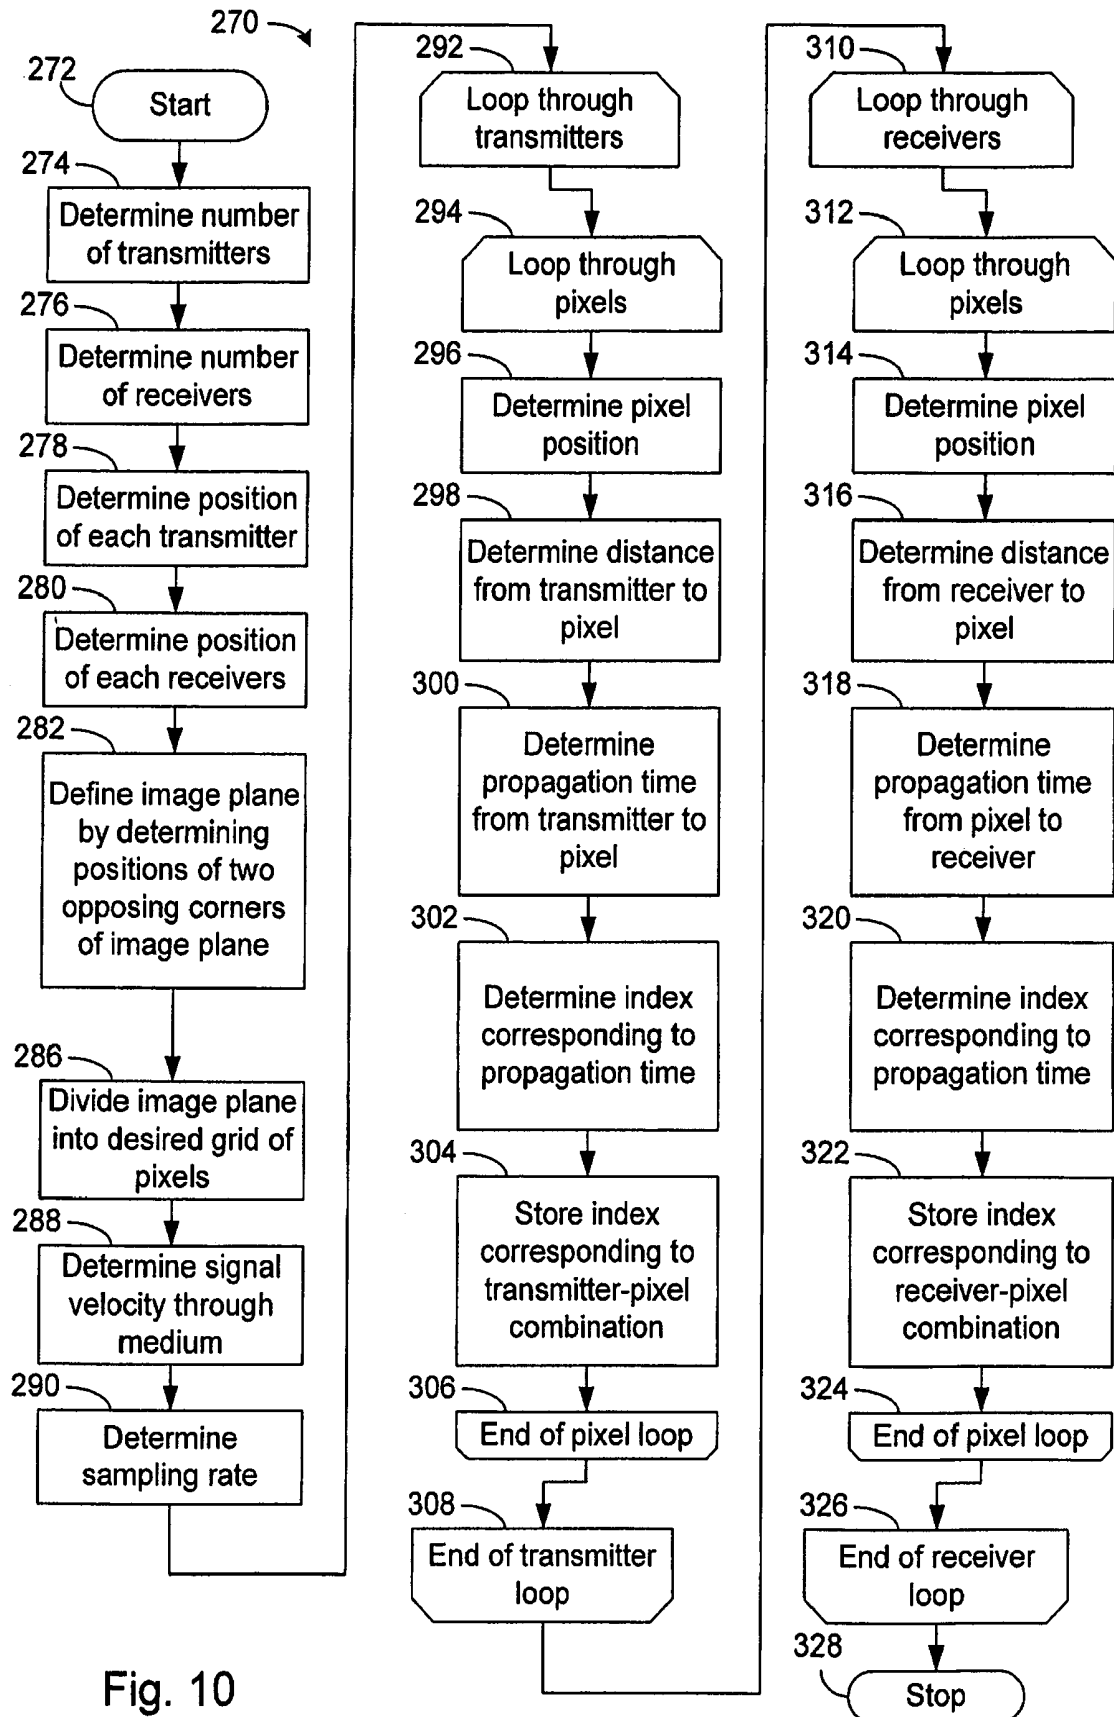 270
272
Start
274
Determine number
of transmitters
276
Determine number
of receivers
278
Determine position
of each transmitter
280
Determine position
of each receivers
282
Define image plane
by determining
positions of two
opposing corners
of image plane
286
Divide image plane
into desired grid of
pixels
288
Determine signal
velocity through
medium
290
Determine
sampling rate
292
Loop through
transmitters
294
Loop through
pixels
296
Determine pixel
position
298
Determine distance
from transmitter to
pixel
300
Determine
propagation time
from transmitter to
pixel
302
Determine index
corresponding to
propagation time
304
Store index
corresponding to
transmitter-pixel
combination
306
End of pixel loop
308
End of transmitter
loop
310
Loop through
receivers
312
Loop through
pixels
314
Determine pixel
position
316
Determine distance
from receiver to
pixel
318
Determine
propagation time
from pixel to
receiver
320
Determine index
corresponding to
propagation time
322
Store index
corresponding to
receiver-pixel
combination
324
End of pixel loop
326
End of receiver
loop
328
Stop
Fig. 10